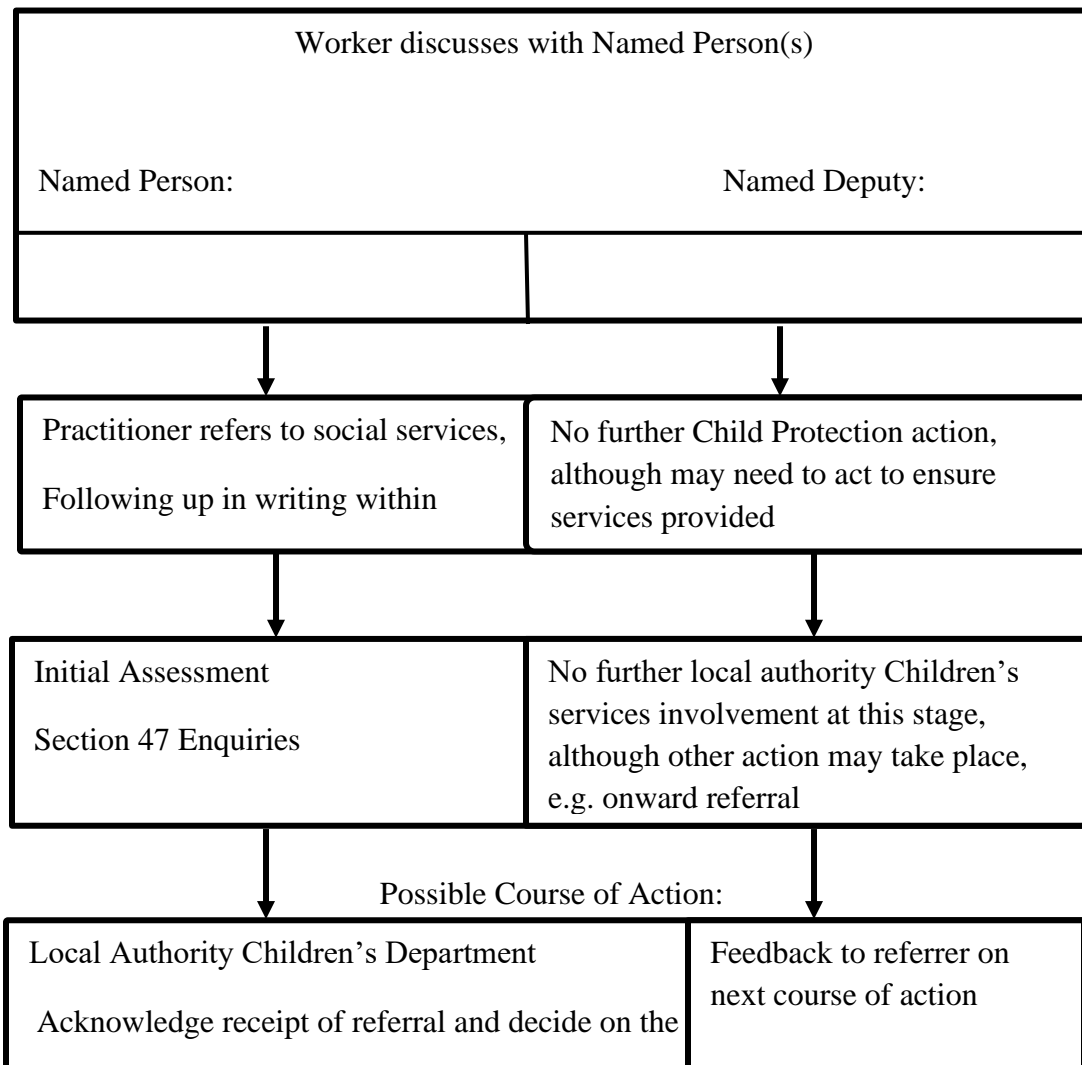 Worker discusses with Named Person(s)
Named Person:
Named Deputy:
Practitioner refers to social services,
Following up in writing within
No further Child Protection action,
although may need to act to ensure
services provided
Initial Assessment
Section 47 Enquiries
No further local authority Children’s
services involvement at this stage,
although other action may take place,
e.g. onward referral
Possible Course of Action:
Local Authority Children’s Department
Acknowledge receipt of referral and decide on the
Feedback to referrer on
next course of action